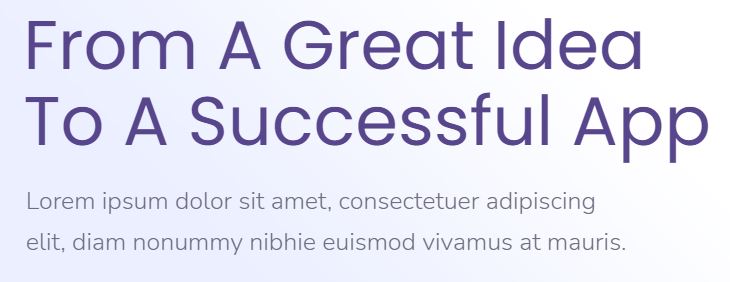 From A Great Idea
To A Successful App
Lorem ipsum dolor sit amet, consectetuer adipiscing
elit, diam nonummy nibhie euismod vivamus at mauris.